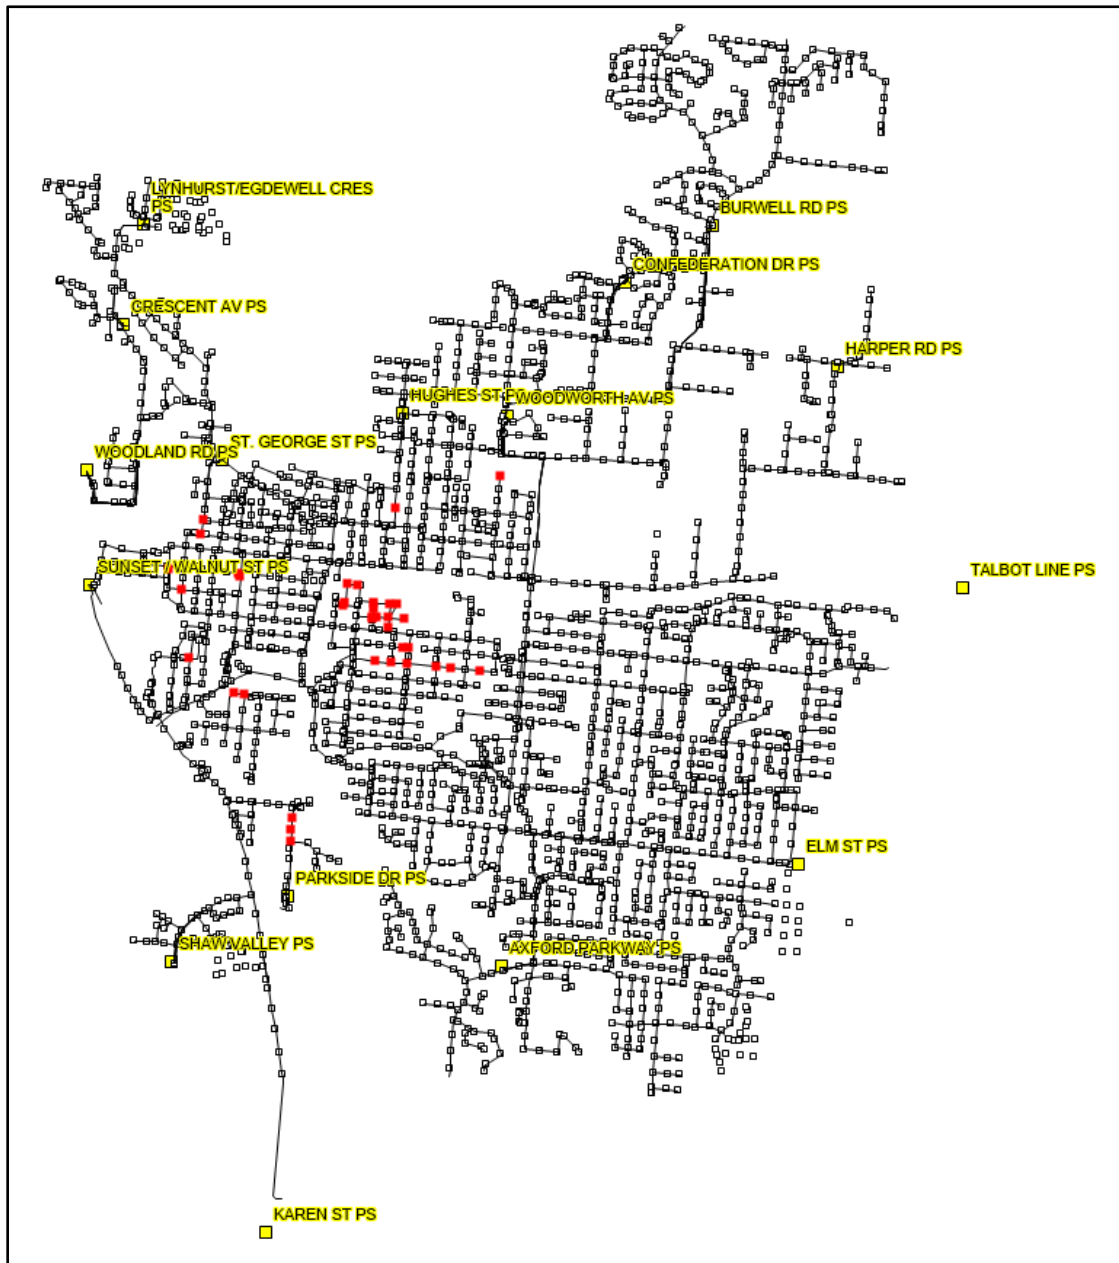 LYNHURST/EGDEWELL CRES
PS
BURWELL RD PS
CONFEDERATION DR PS
CRESCENT AV PS
HARPER RD PS
HUGHES ST PS
WOODWORTH AV PS
ST. GEORGE ST PS
WOODLAND RD PS
SUNSET / WALNUT ST PS
TALBOT LINE PS
ELM ST PS
PARKSIDE DR PS
SHAW VALLEY PS
AXFORD PARKWAY PS
KAREN ST PS